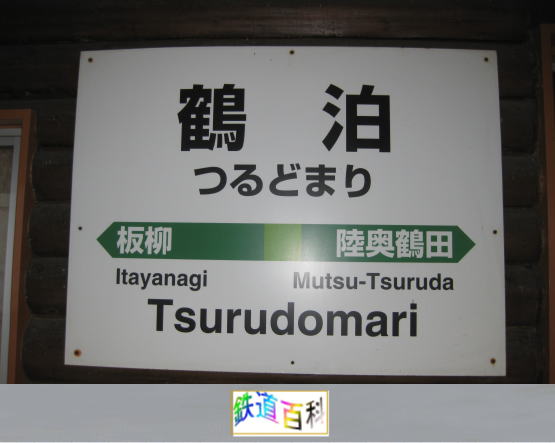 鶴 泊
つるどまり
板柳 陸奥鶴田
Itayanagi Mutsu-Tsuruda
Tsurudomari
鉄道百科